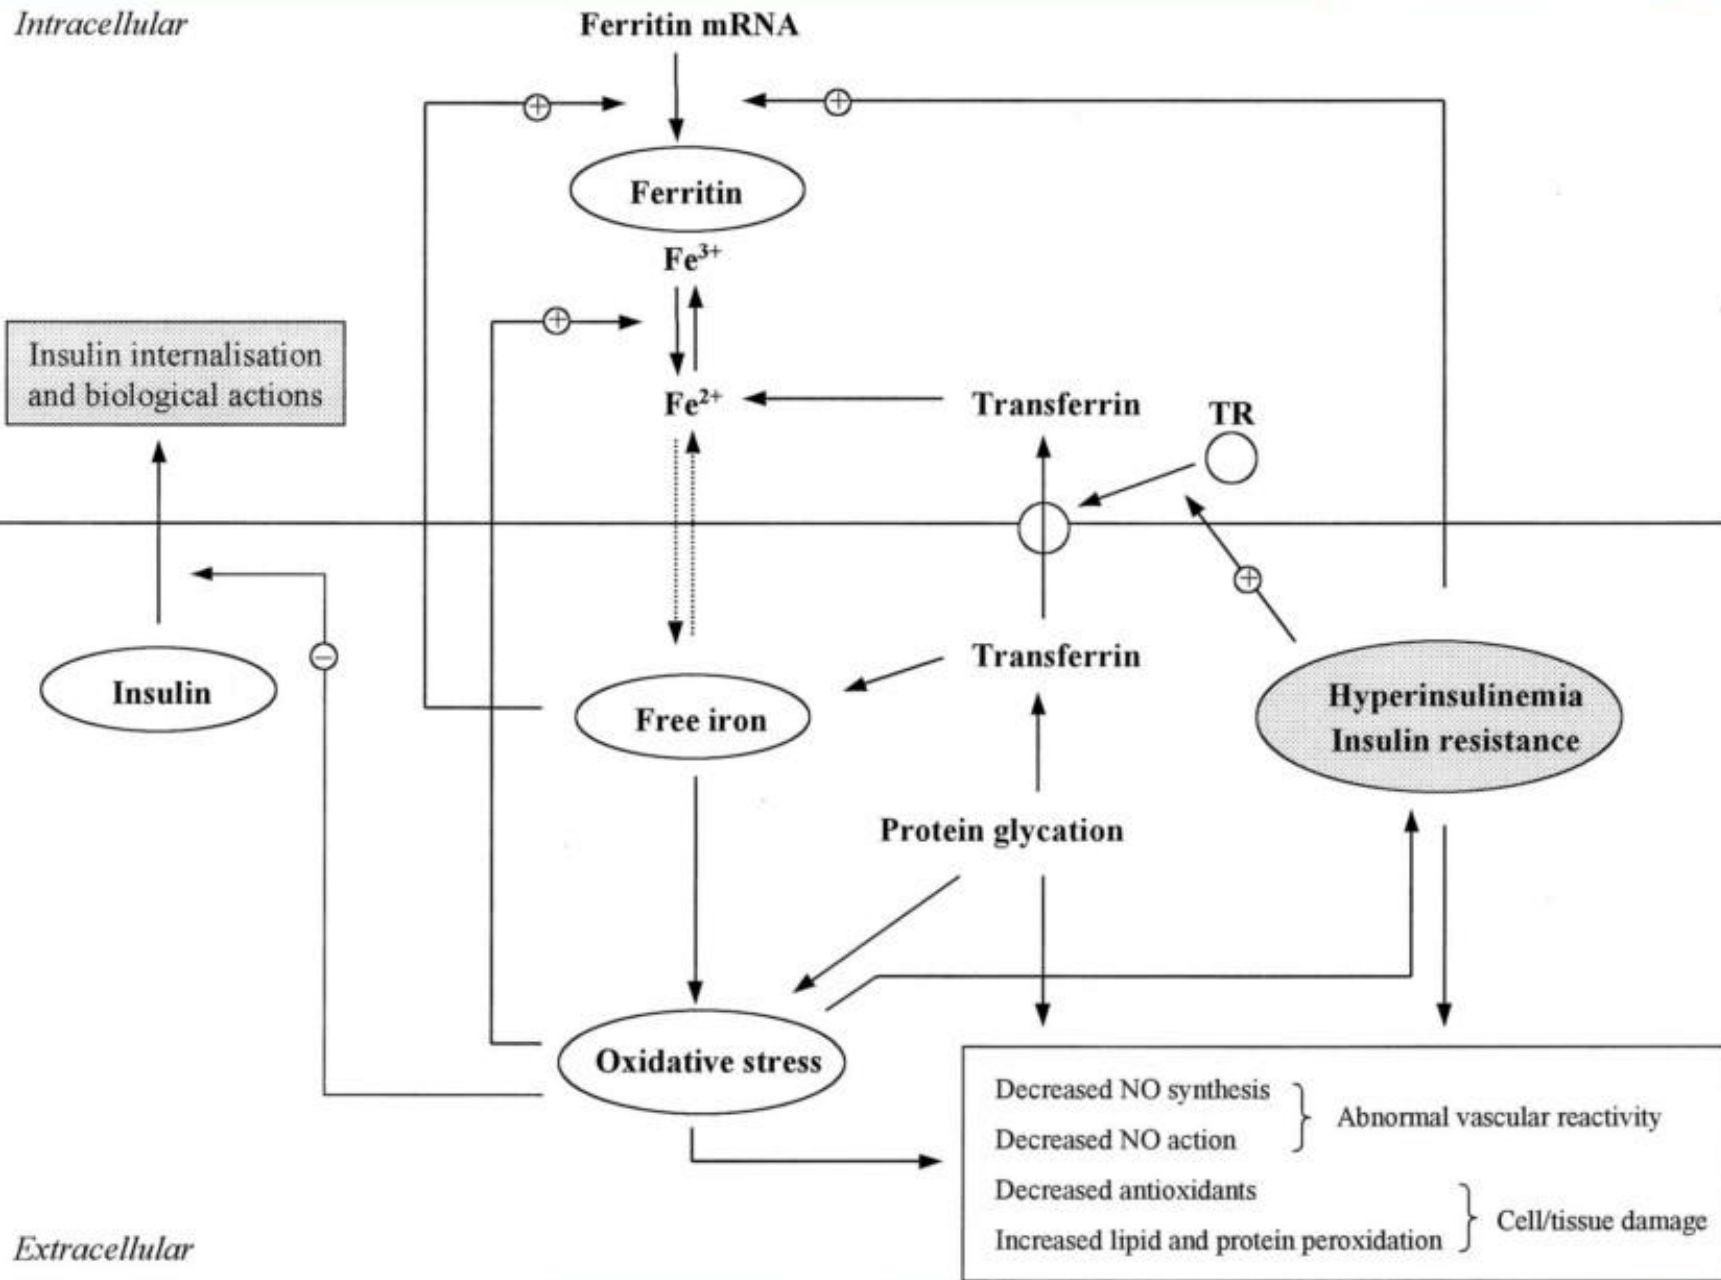 Intracellular
Ferritin mRNA
+
+
Ferritin
Fe³⁺
+
Insulin internalisation
and biological actions
Fe²⁺
Transferrin
TR
+
−
Insulin
Free iron
Transferrin
Hyperinsulinemia
Insulin resistance
Protein glycation
Oxidative stress
Decreased NO synthesis
Decreased NO action
Abnormal vascular reactivity
Decreased antioxidants
Increased lipid and protein peroxidation
Cell/tissue damage
Extracellular